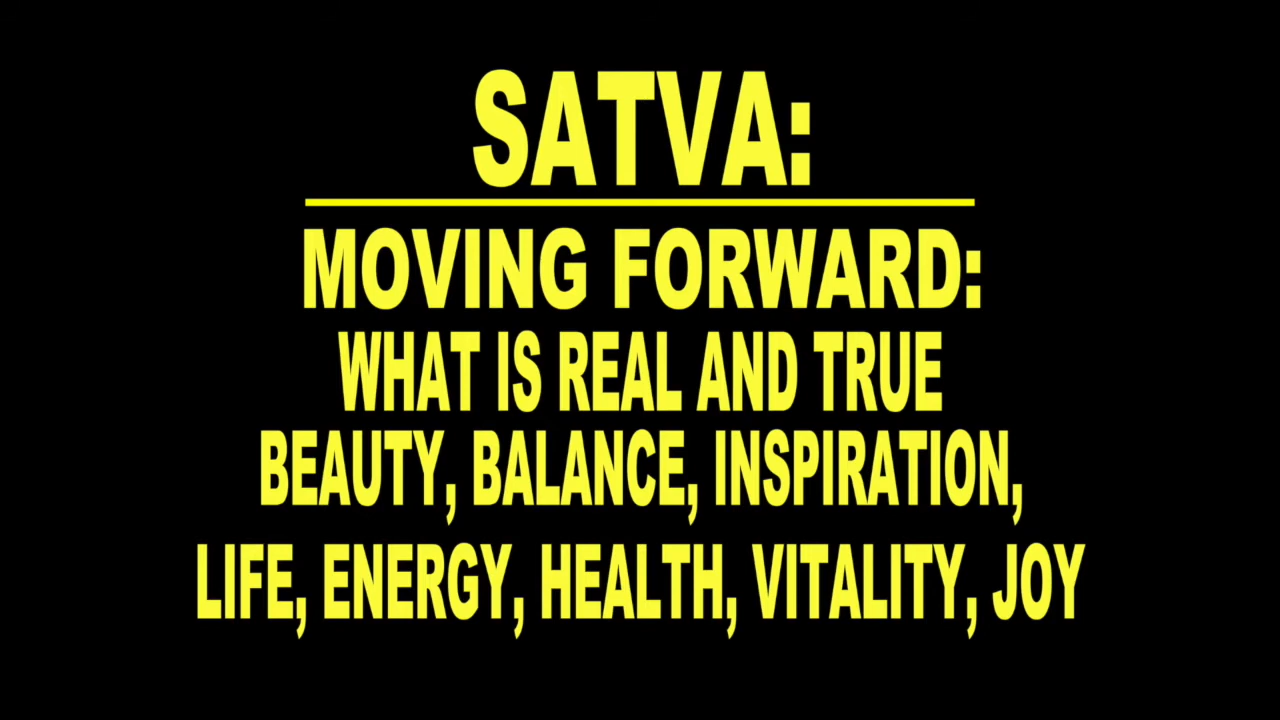 SATVA:
MOVING FORWARD:
WHAT IS REAL AND TRUE
BEAUTY, BALANCE, INSPIRATION,
LIFE, ENERGY, HEALTH, VITALITY, JOY